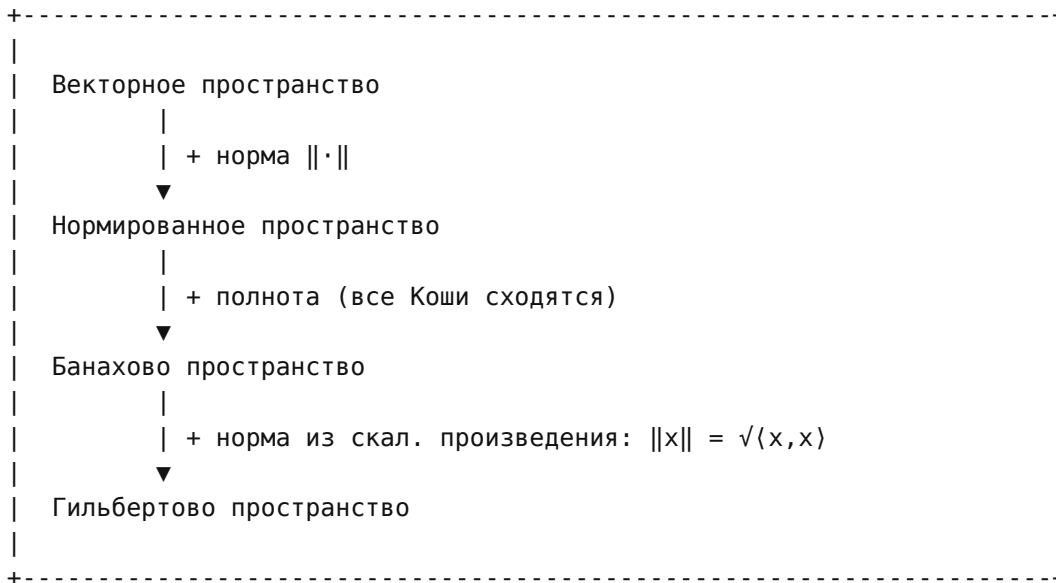 Векторное пространство
+ норма ‖·‖
Нормированное пространство
+ полнота (все Коши сходятся)
Банахово пространство
+ норма из скал. произведения: ‖x‖ = √⟨x,x⟩
Гильбертово пространство